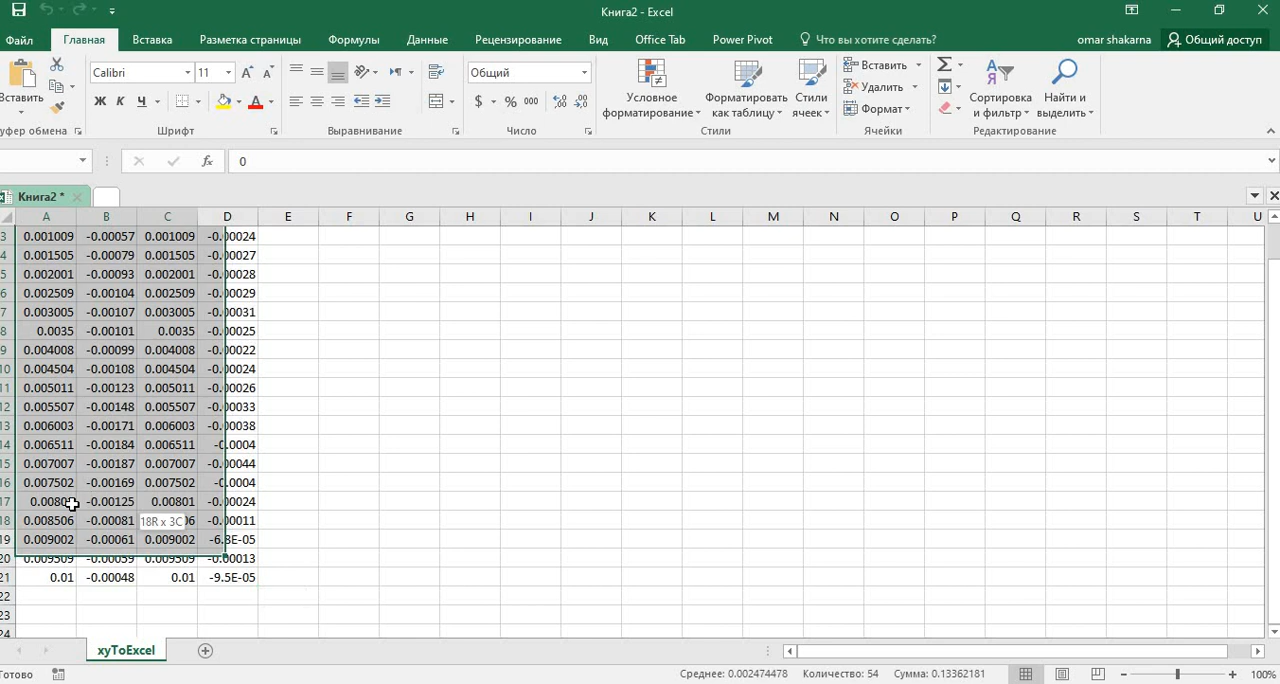 Книга2 - Excel
Файл Главная Вставка Разметка страницы Формулы Данные Рецензирование Вид Office Tab Power Pivot Что вы хотите сделать? omar shakarna Общий доступ
Calibri 11 Общий Вставить
Удалить
Вставить Ж К Ч $ % 000 Условное форматирование Форматировать как таблицу Стили ячеек Формат Сортировка и фильтр Найти и выделить
уфер обмена Шрифт Выравнивание Число Стили Ячейки Редактирование
fx 0
Книга2 *
A B C D E F G H I J K L M N O P Q R S T U
3 0.001009 -0.00057 0.001009 -0.00024
4 0.001505 -0.00079 0.001505 -0.00027
5 0.002001 -0.00093 0.002001 -0.00028
6 0.002509 -0.00104 0.002509 -0.00029
7 0.003005 -0.00107 0.003005 -0.00031
8 0.0035 -0.00101 0.0035 -0.00025
9 0.004008 -0.00099 0.004008 -0.00022
10 0.004504 -0.00108 0.004504 -0.00024
11 0.005011 -0.00123 0.005011 -0.00026
12 0.005507 -0.00148 0.005507 -0.00033
13 0.006003 -0.00171 0.006003 -0.00038
14 0.006511 -0.00184 0.006511 -0.0004
15 0.007007 -0.00187 0.007007 -0.00044
16 0.007502 -0.00169 0.007502 -0.0004
17 -0.00125 0.00801 -0.00024
18 0.008506 -0.00081 18R x 3C -0.00011
19 0.009002 -0.00061 0.009002 -6.8E-05
20 0.009509 -0.00059 0.009509 -0.00013
21 0.01 -0.00048 0.01 -9.5E-05
22
23
24
xyToExcel
Готово Среднее: 0.002474478 Количество: 54 Сумма: 0.13362181 100%